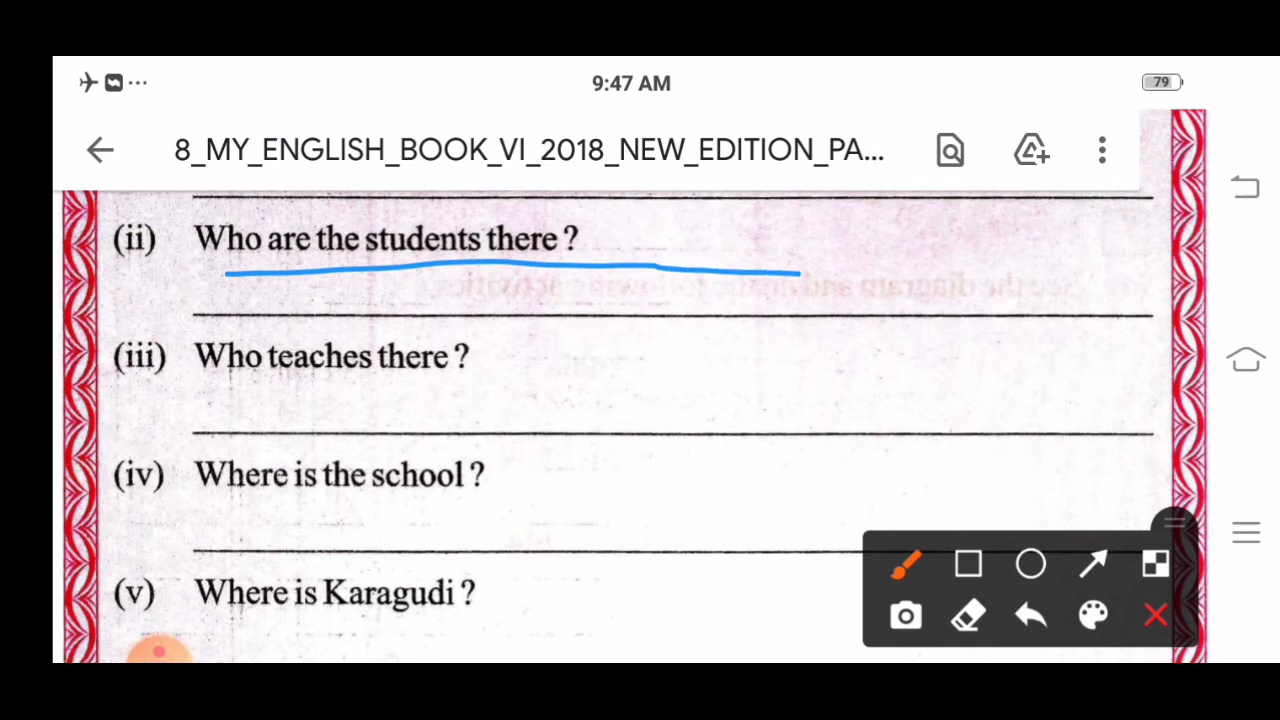 9:47 AM
79
8_MY_ENGLISH_BOOK_VI_2018_NEW_EDITION_PA...
(ii) Who are the students there ?
(iii) Who teaches there ?
(iv) Where is the school ?
(v) Where is Karagudi ?